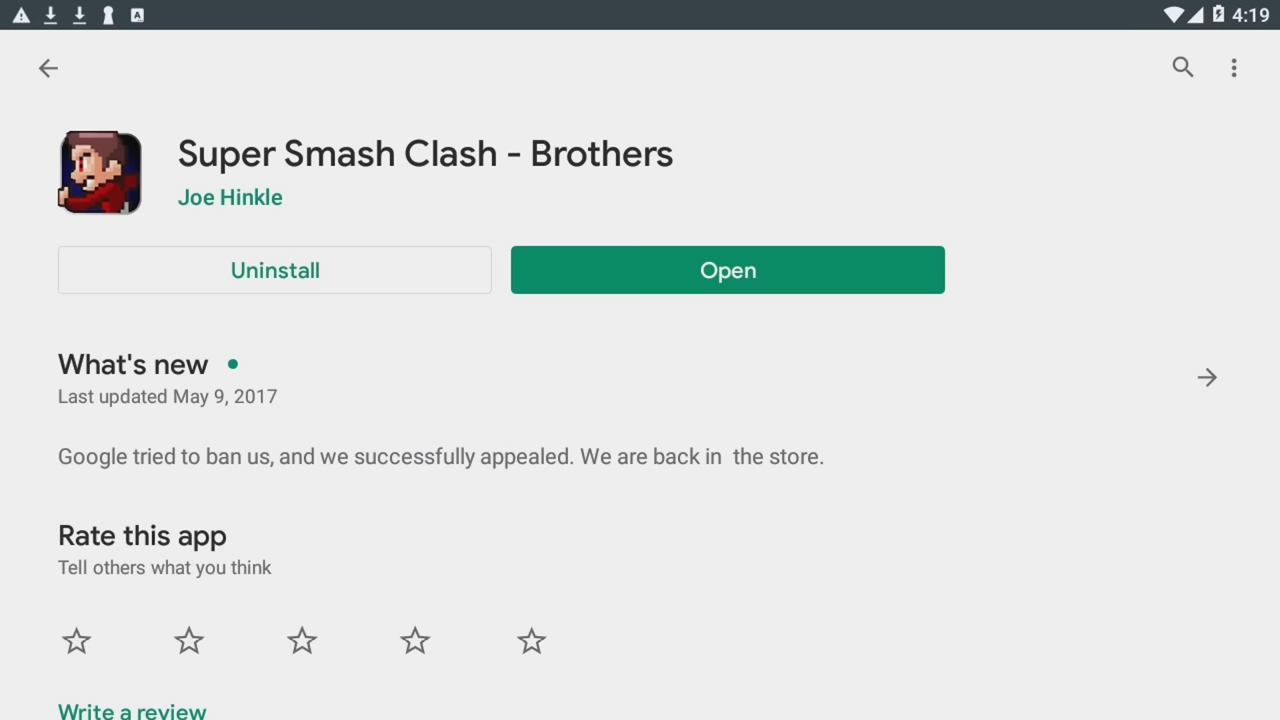 4:19
Super Smash Clash - Brothers
Joe Hinkle
Uninstall
Open
What's new
Last updated May 9, 2017
Google tried to ban us, and we successfully appealed. We are back in  the store.
Rate this app
Tell others what you think
Write a review